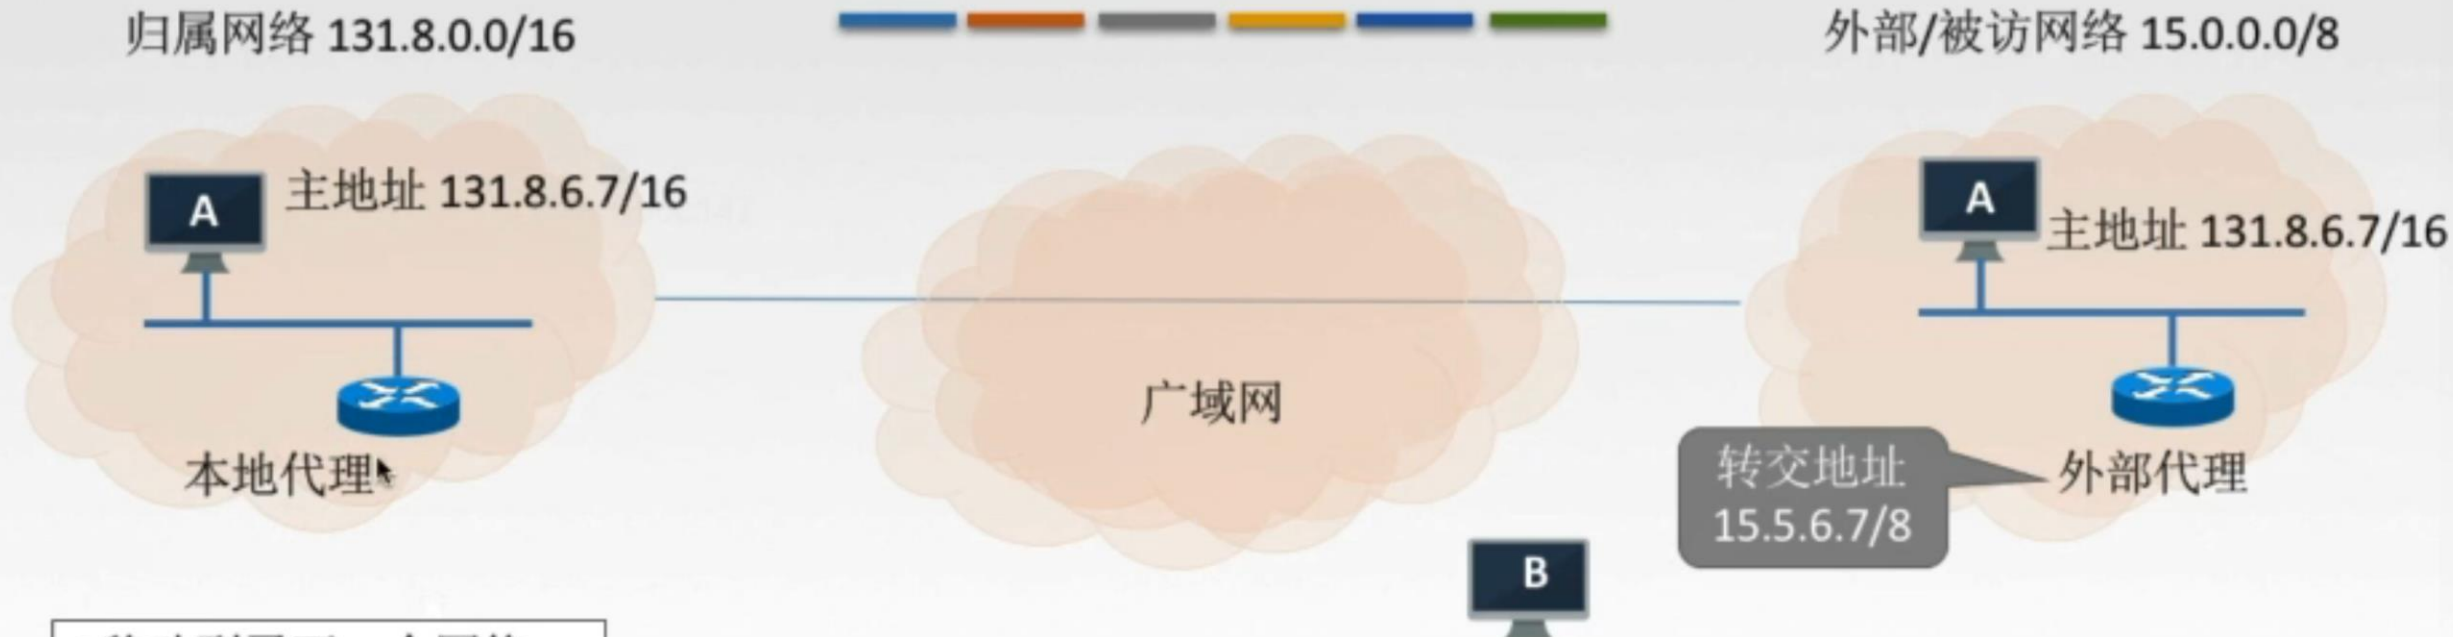 归属网络 131.8.0.0/16
外部/被访网络 15.0.0.0/8
A
主地址 131.8.6.7/16
A
主地址 131.8.6.7/16
广域网
本地代理
转交地址
15.5.6.7/8
外部代理
B